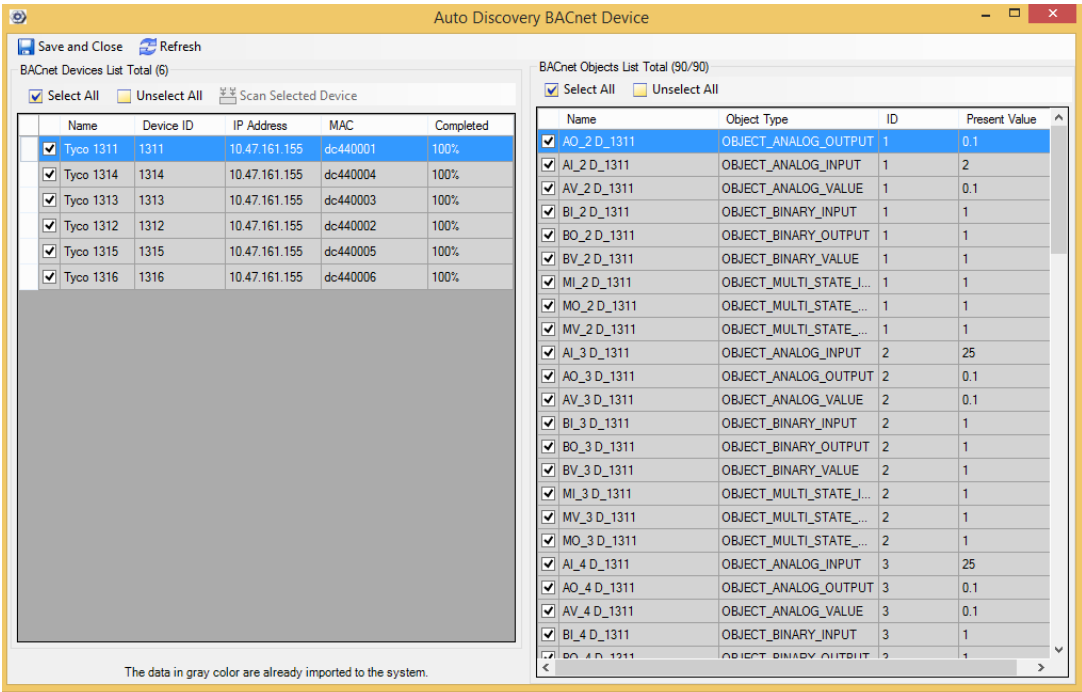 Auto Discovery BACnet Device
Save and Close Refresh
BACnet Devices List Total (6)
Select All Unselect All Scan Selected Device
Name Device ID IP Address MAC Completed
Tyco 1311 1311 10.47.161.155 dc440001 100%
Tyco 1314 1314 10.47.161.155 dc440004 100%
Tyco 1313 1313 10.47.161.155 dc440003 100%
Tyco 1312 1312 10.47.161.155 dc440002 100%
Tyco 1315 1315 10.47.161.155 dc440005 100%
Tyco 1316 1316 10.47.161.155 dc440006 100%
The data in gray color are already imported to the system.
BACnet Objects List Total (90/90)
Select All Unselect All
Name Object Type ID Present Value
AO_2 D_1311 OBJECT_ANALOG_OUTPUT 1 0.1
AI_2 D_1311 OBJECT_ANALOG_INPUT 1 2
AV_2 D_1311 OBJECT_ANALOG_VALUE 1 0.1
BI_2 D_1311 OBJECT_BINARY_INPUT 1 1
BO_2 D_1311 OBJECT_BINARY_OUTPUT 1 1
BV_2 D_1311 OBJECT_BINARY_VALUE 1 1
MI_2 D_1311 OBJECT_MULTI_STATE_I... 1 1
MO_2 D_1311 OBJECT_MULTI_STATE_... 1 1
MV_2 D_1311 OBJECT_MULTI_STATE_... 1 1
AI_3 D_1311 OBJECT_ANALOG_INPUT 2 25
AO_3 D_1311 OBJECT_ANALOG_OUTPUT 2 0.1
AV_3 D_1311 OBJECT_ANALOG_VALUE 2 0.1
BI_3 D_1311 OBJECT_BINARY_INPUT 2 1
BO_3 D_1311 OBJECT_BINARY_OUTPUT 2 1
BV_3 D_1311 OBJECT_BINARY_VALUE 2 1
MI_3 D_1311 OBJECT_MULTI_STATE_I... 2 1
MV_3 D_1311 OBJECT_MULTI_STATE_... 2 1
MO_3 D_1311 OBJECT_MULTI_STATE_... 2 1
AI_4 D_1311 OBJECT_ANALOG_INPUT 3 25
AO_4 D_1311 OBJECT_ANALOG_OUTPUT 3 0.1
AV_4 D_1311 OBJECT_ANALOG_VALUE 3 0.1
BI_4 D_1311 OBJECT_BINARY_INPUT 3 1
BO_4 D_1311 OBJECT_BINARY_OUTPUT 3 1